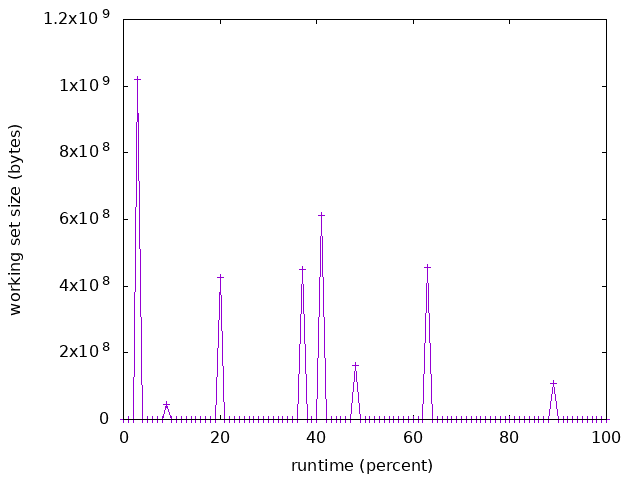 1.2x10^9
1x10^9
8x10^8
6x10^8
4x10^8
2x10^8
0
0 20 40 60 80 100
working set size (bytes)
runtime (percent)